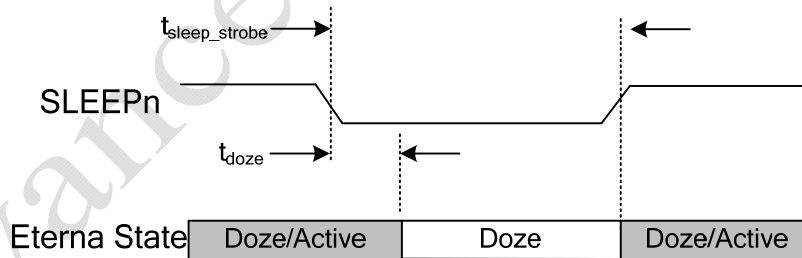 tsleep_strobe
SLEEPn
tdoze
Eterna State
Doze/Active
Doze
Doze/Active